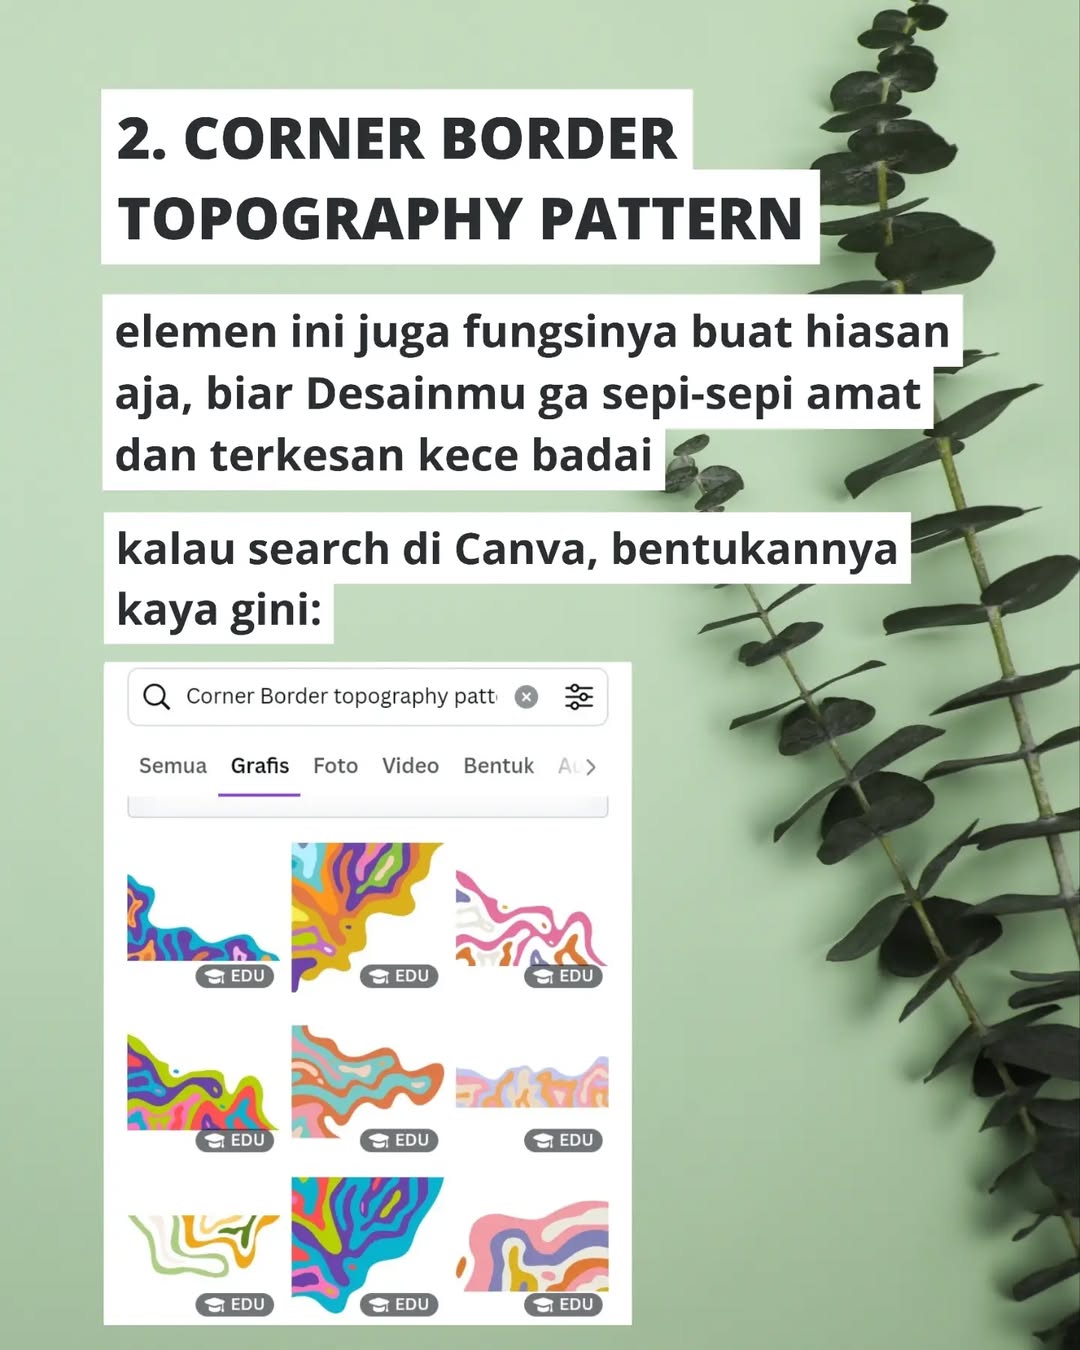 2. CORNER BORDER
TOPOGRAPHY PATTERN
elemen ini juga fungsinya buat hiasan
aja, biar Desainmu ga sepi-sepi amat
dan terkesan kece badai
kalau search di Canva, bentukannya
kaya gini:
Corner Border topography patt
Semua Grafis Foto Video Bentuk
EDU EDU EDU
EDU EDU EDU
EDU EDU EDU